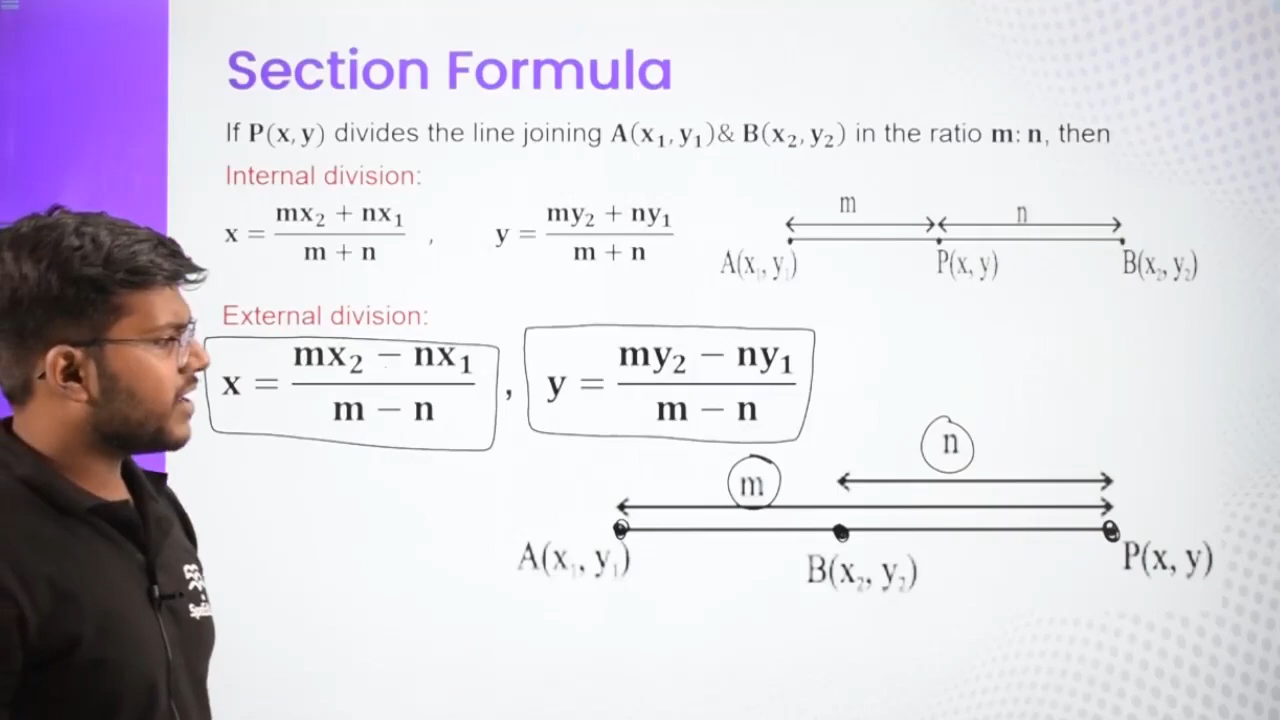 Section Formula
If P(x, y) divides the line joining A(x₁, y₁)& B(x₂, y₂) in the ratio m: n, then
Internal division:
x = (mx₂ + nx₁)/(m + n) , y = (my₂ + ny₁)/(m + n)
m n
A(x₁, y₁) P(x, y) B(x₂, y₂)
External division:
x = (mx₂ − nx₁)/(m − n) , y = (my₂ − ny₁)/(m − n)
n
m
A(x₁, y₁) B(x₂, y₂) P(x, y)